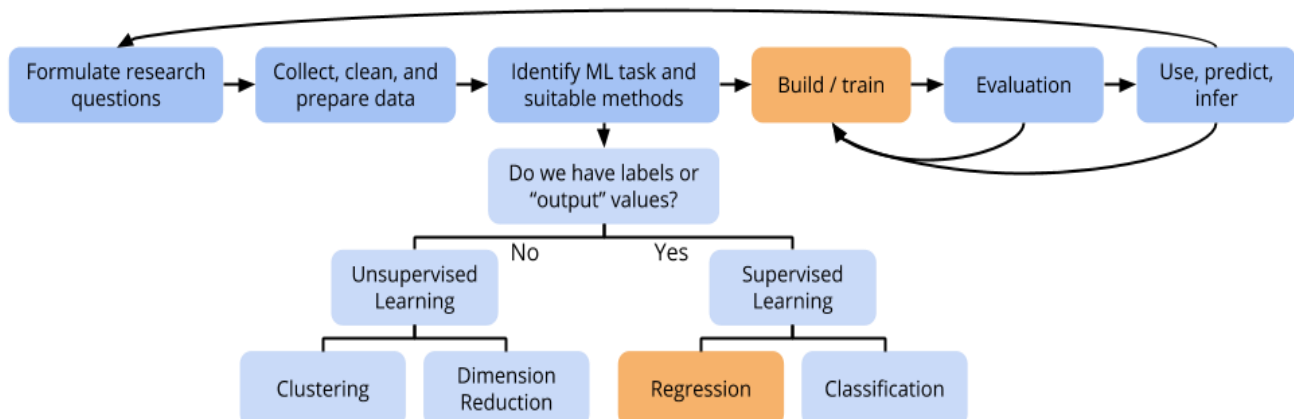 Formulate research
questions
Collect, clean, and
prepare data
Identify ML task and
suitable methods
Build / train
Evaluation
Use, predict,
infer
Do we have labels or
“output” values?
No
Yes
Unsupervised
Learning
Supervised
Learning
Clustering
Dimension
Reduction
Regression
Classification